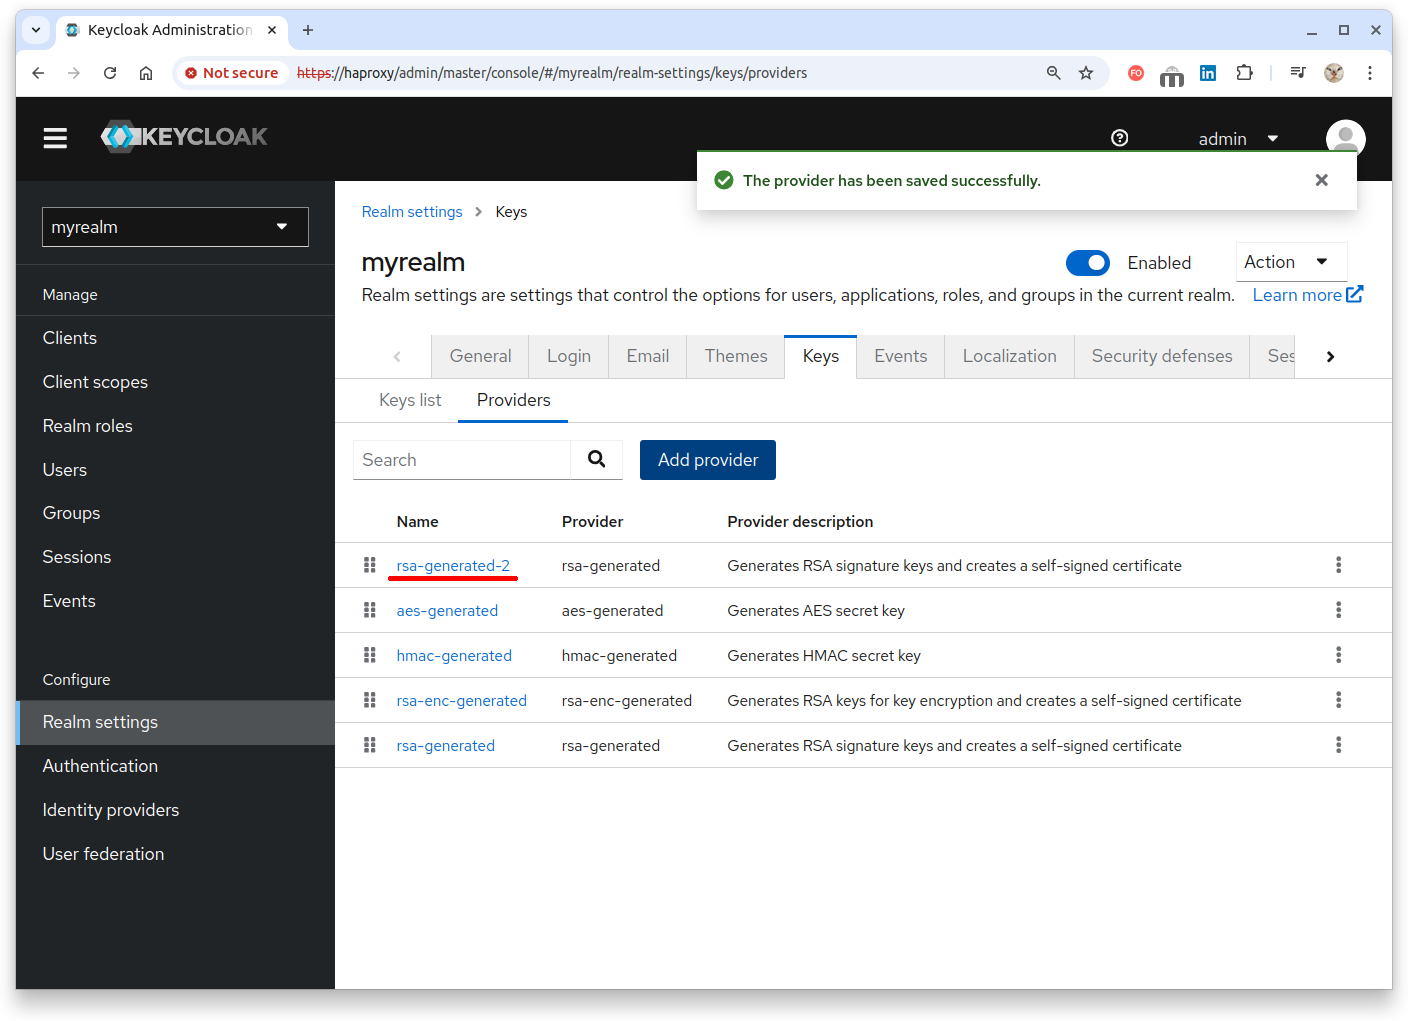 Keycloak Administration
Not secure https://haproxy/admin/master/console/#/myrealm/realm-settings/keys/providers
FO
in
KEYCLOAK
admin
The provider has been saved successfully.
myrealm
Manage
Clients
Client scopes
Realm roles
Users
Groups
Sessions
Events
Configure
Realm settings
Authentication
Identity providers
User federation
Realm settings > Keys
myrealm
Enabled
Action
Realm settings are settings that control the options for users, applications, roles, and groups in the current realm. Learn more
General Login Email Themes Keys Events Localization Security defenses Ses
Keys list Providers
Search Add provider
Name Provider Provider description
rsa-generated-2 rsa-generated Generates RSA signature keys and creates a self-signed certificate
aes-generated aes-generated Generates AES secret key
hmac-generated hmac-generated Generates HMAC secret key
rsa-enc-generated rsa-enc-generated Generates RSA keys for key encryption and creates a self-signed certificate
rsa-generated rsa-generated Generates RSA signature keys and creates a self-signed certificate